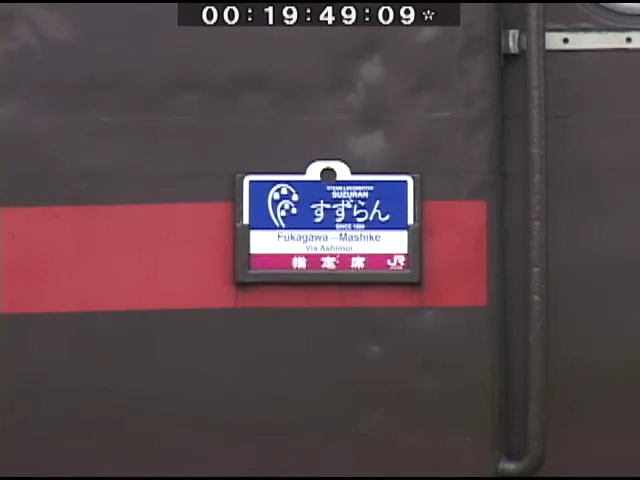 00:19:49:09*
STEAM LOCOMOTIVE
SUZURAN
すずらん
SINCE 1999
Fukagawa—Mashike
Via Ashimoi
指定席 JR